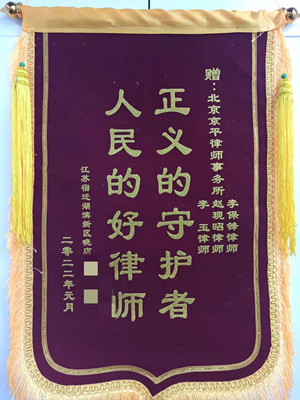 赠：北京京平律师事务所
李保锋律师
赵现昭律师
李玉律师
正义的守护者
人民的好律师
江苏宿迁湖滨新区晓店
二零二二年元月